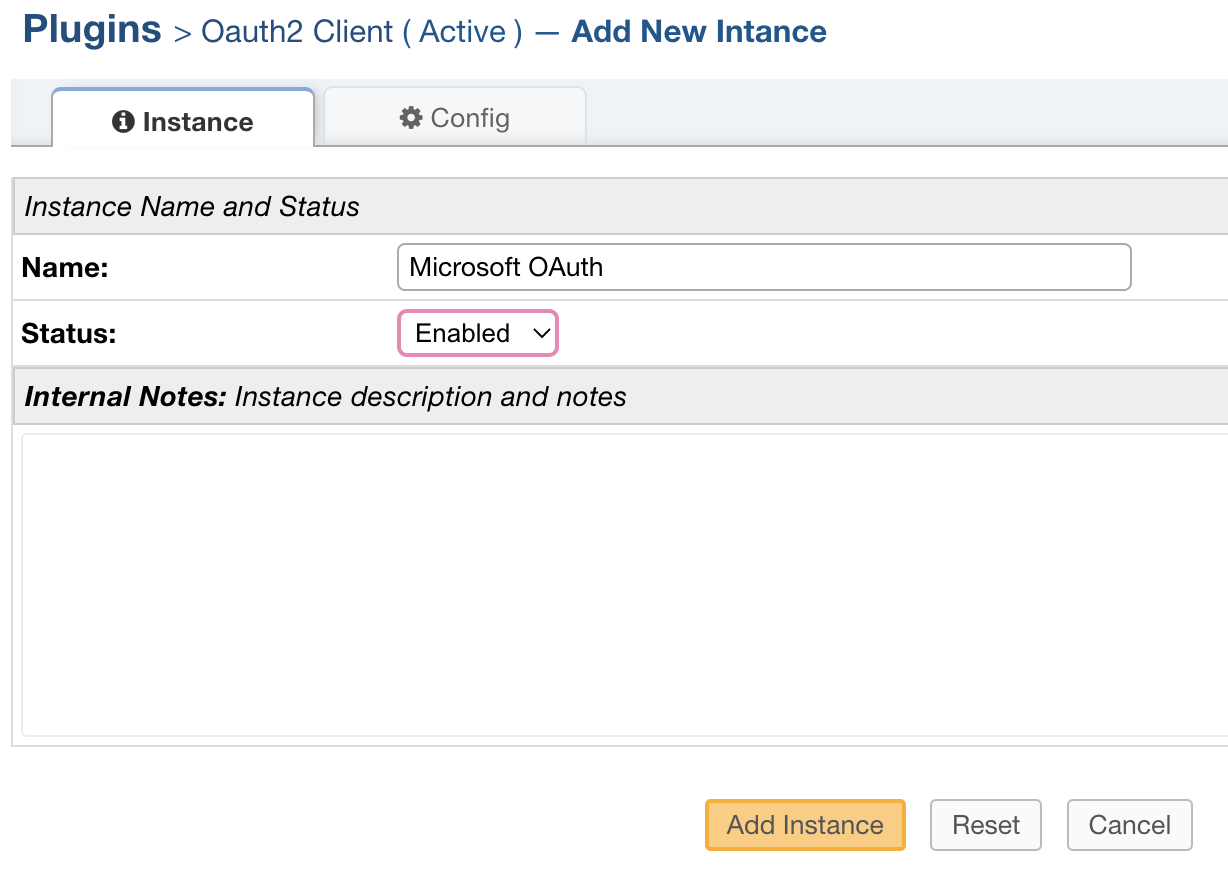 Plugins > Oauth2 Client ( Active ) — Add New Intance
Instance Config
Instance Name and Status
Name: Microsoft OAuth
Status: Enabled
Internal Notes: Instance description and notes
Add Instance Reset Cancel